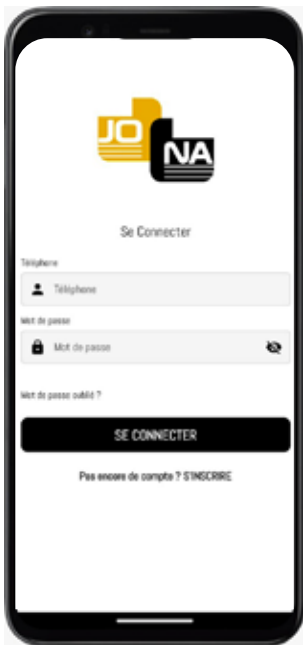 JO
NA
Se Connecter
Téléphone
Téléphone
Mot de passe
Mot de passe
Mot de passe oublié ?
SE CONNECTER
Pas encore de compte ? S'INSCRIRE